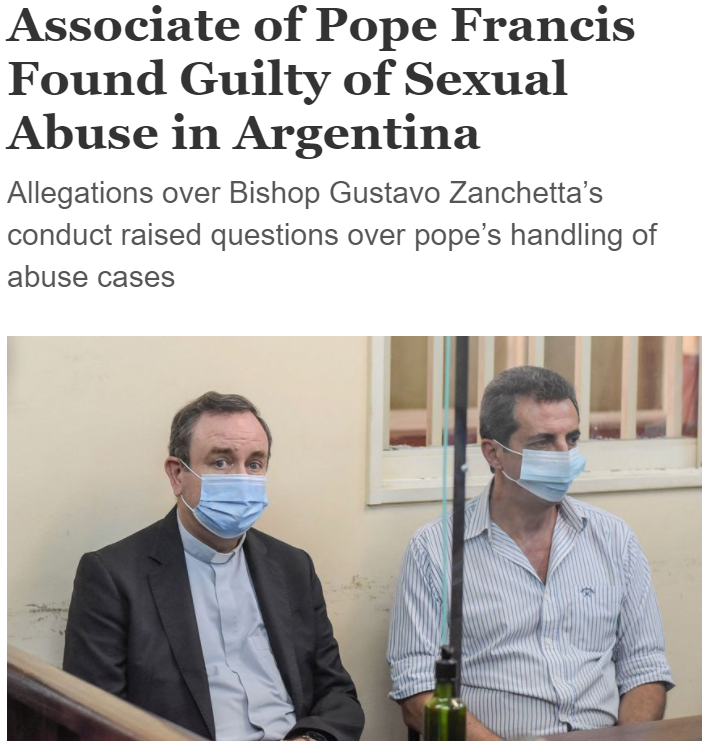 Associate of Pope Francis
Found Guilty of Sexual
Abuse in Argentina
Allegations over Bishop Gustavo Zanchetta’s
conduct raised questions over pope’s handling of
abuse cases